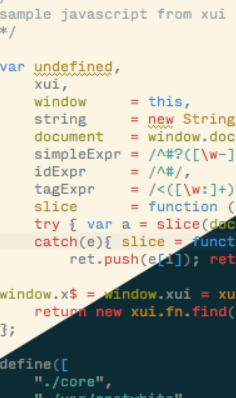 sample javascript from xui
*/
var undefined,
xui,
window = this,
string = new String
document = window.doc
simpleExpr = /^#?([\w-]
idExpr = /^#/,
tagExpr = /<([\w:]+)
slice = function (
try { var a = slice(doc
catch(e){ slice = funct
ret.push(e[i]); ret
window.x$ = window.xui = xu
return new xui.fn.find(
};
define([
"./core",